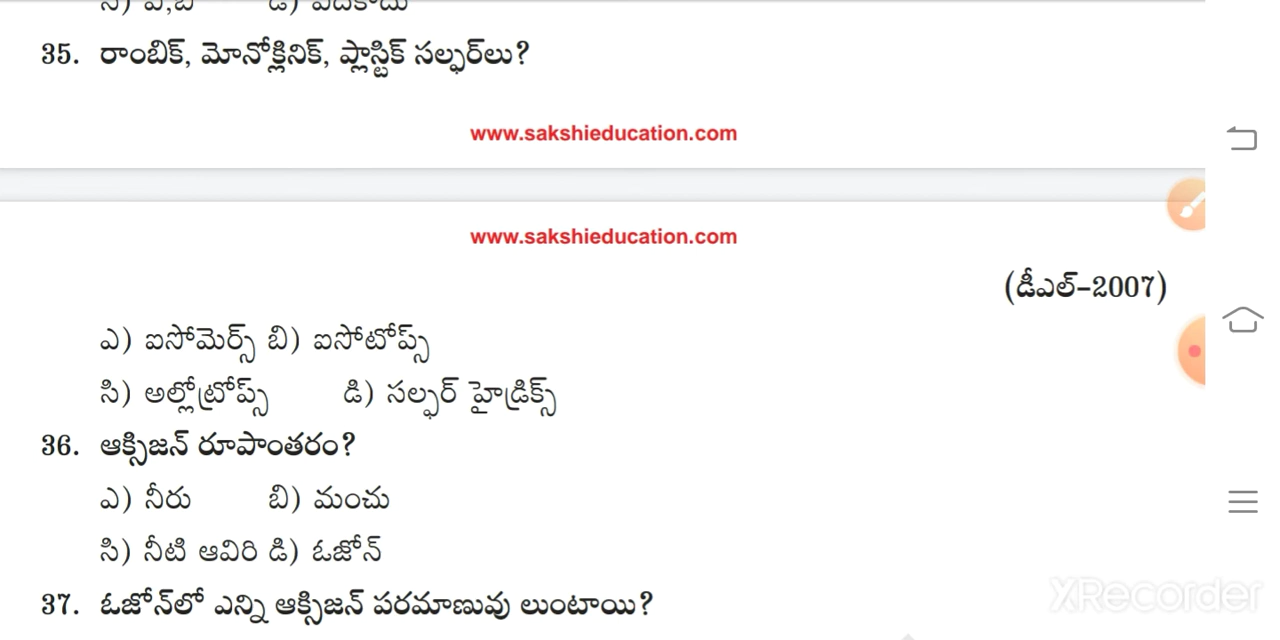 35. రాంబిక్, మోనోక్లినిక్, ప్లాస్టిక్ సల్ఫర్‌లు?
www.sakshieducation.com
www.sakshieducation.com
(డీఎల్-2007)
ఎ) ఐసోమెర్స్ బి) ఐసోటోప్స్
సి) అల్లోట్రోప్స్ డి) సల్ఫర్ హైడ్రిక్స్
36. ఆక్సిజన్ రూపాంతరం?
ఎ) నీరు బి) మంచు
సి) నీటి ఆవిరి డి) ఓజోన్
37. ఓజోన్‌లో ఎన్ని ఆక్సిజన్ పరమాణువు లుంటాయి?
XRecorder